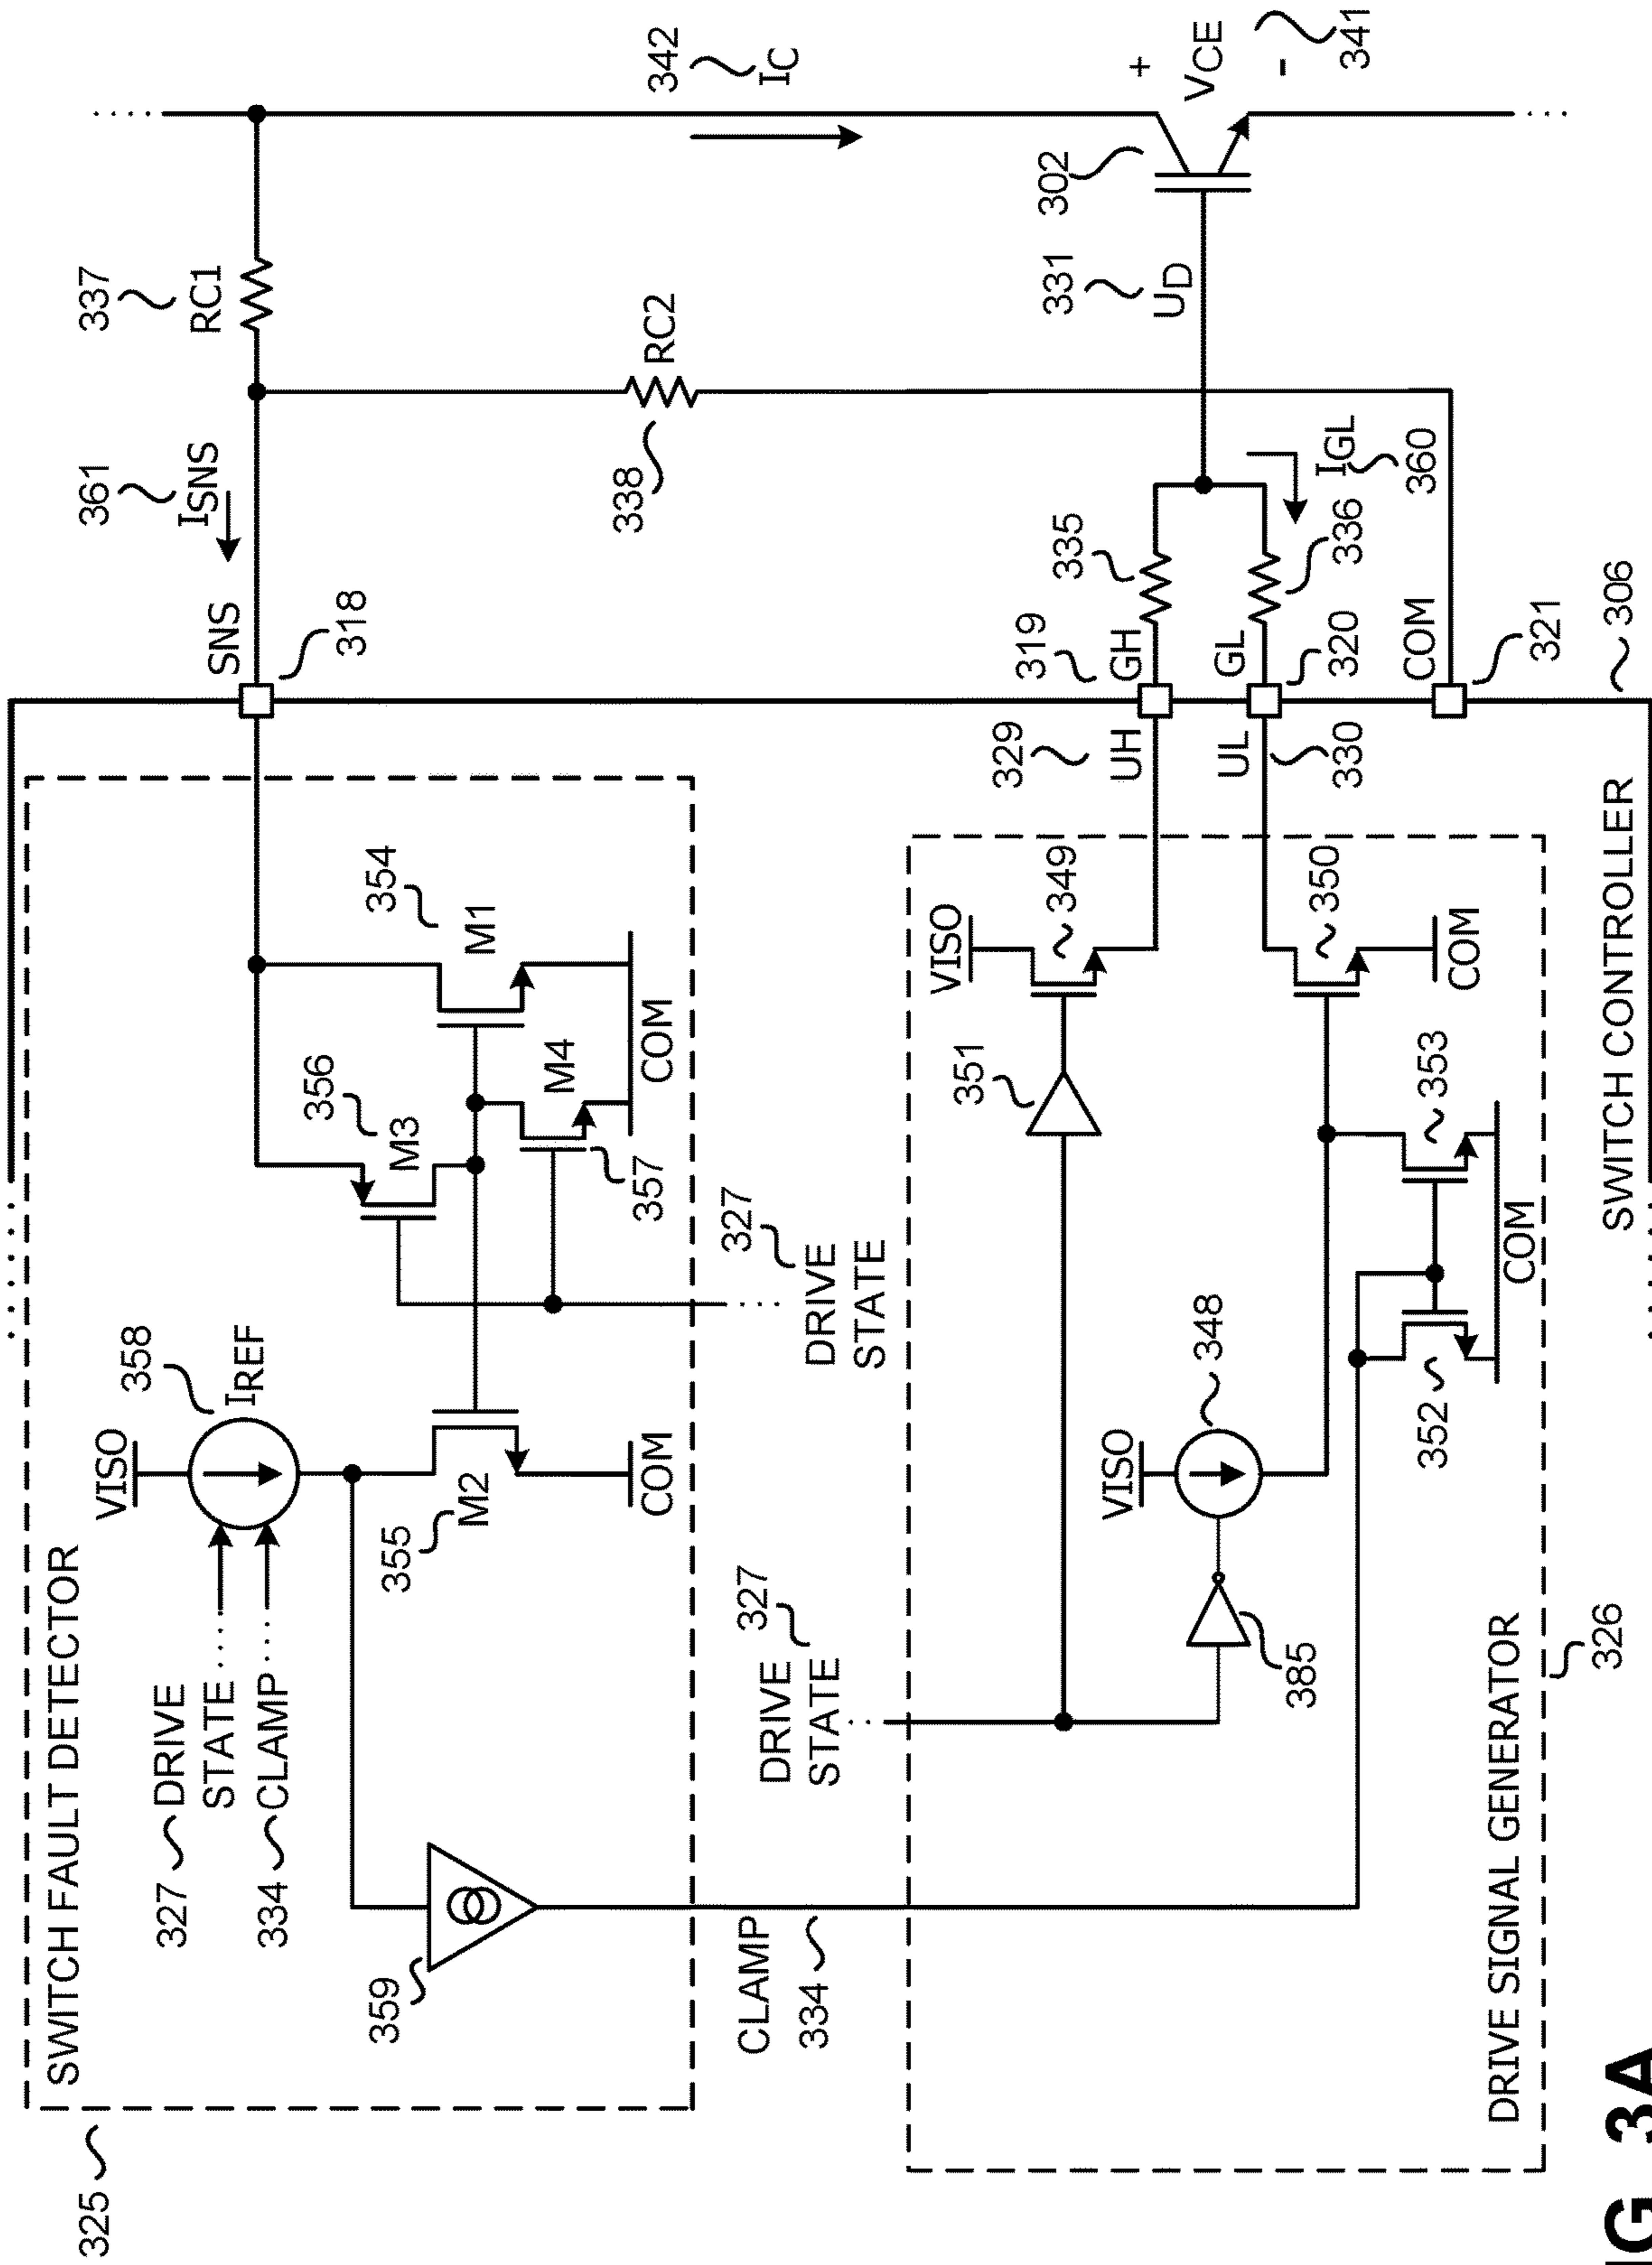 325
SWITCH FAULT DETECTOR
327
DRIVE
STATE
334
CLAMP
VISO
358
IREF
359
355
M2
COM
356
M3
354
M1
M4
357
COM
327
DRIVE
STATE
SNS
318
361
ISNS
337
RC1
338
RC2
342
IC
CLAMP
334
DRIVE
STATE
327
VISO
349
351
VISO
348
385
350
COM
352
353
COM
DRIVE SIGNAL GENERATOR
326
329
UH
UL
330
319
GH
GL
320
COM
321
335
336
IGL
360
331
UD
302
+
VCE
-
341
SWITCH CONTROLLER
306
3A